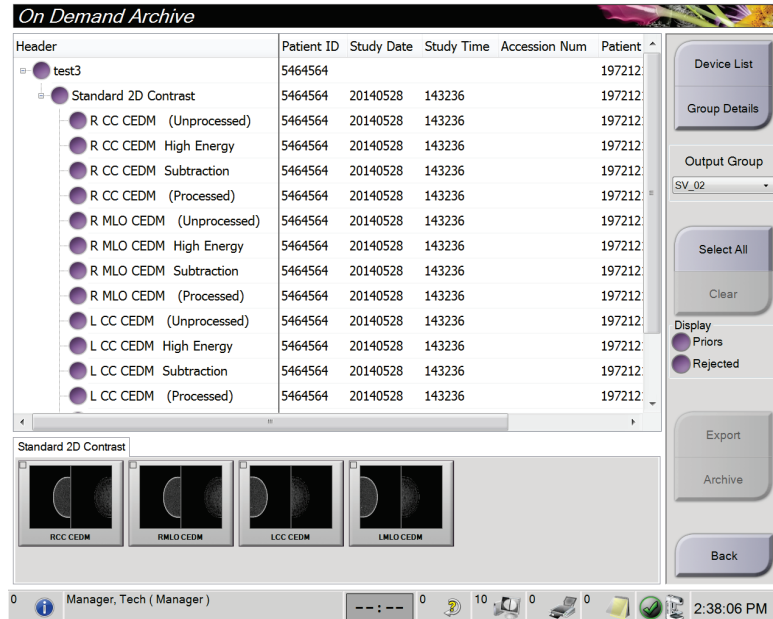 On Demand Archive
Header Patient ID Study Date Study Time Accession Num Patient
test3 5464564 1972121
Standard 2D Contrast 5464564 20140528 143236 197212
R CC CEDM (Unprocessed) 5464564 20140528 143236 197212
R CC CEDM High Energy 5464564 20140528 143236 197212
R CC CEDM Subtraction 5464564 20140528 143236 197212
R CC CEDM (Processed) 5464564 20140528 143236 197212
R MLO CEDM (Unprocessed) 5464564 20140528 143236 197212
R MLO CEDM High Energy 5464564 20140528 143236 197212
R MLO CEDM Subtraction 5464564 20140528 143236 197212
R MLO CEDM (Processed) 5464564 20140528 143236 197212
L CC CEDM (Unprocessed) 5464564 20140528 143236 197212
L CC CEDM High Energy 5464564 20140528 143236 197212
L CC CEDM Subtraction 5464564 20140528 143236 197212
L CC CEDM (Processed) 5464564 20140528 143236 197212
Device List
Group Details
Output Group
SV_02
Select All
Clear
Display
Priors
Rejected
Export
Archive
Back
Standard 2D Contrast
RCC CEDM RMLO CEDM LCC CEDM LMLO CEDM
0 Manager, Tech ( Manager ) --:-- 0 10 0 0 2:38:06 PM